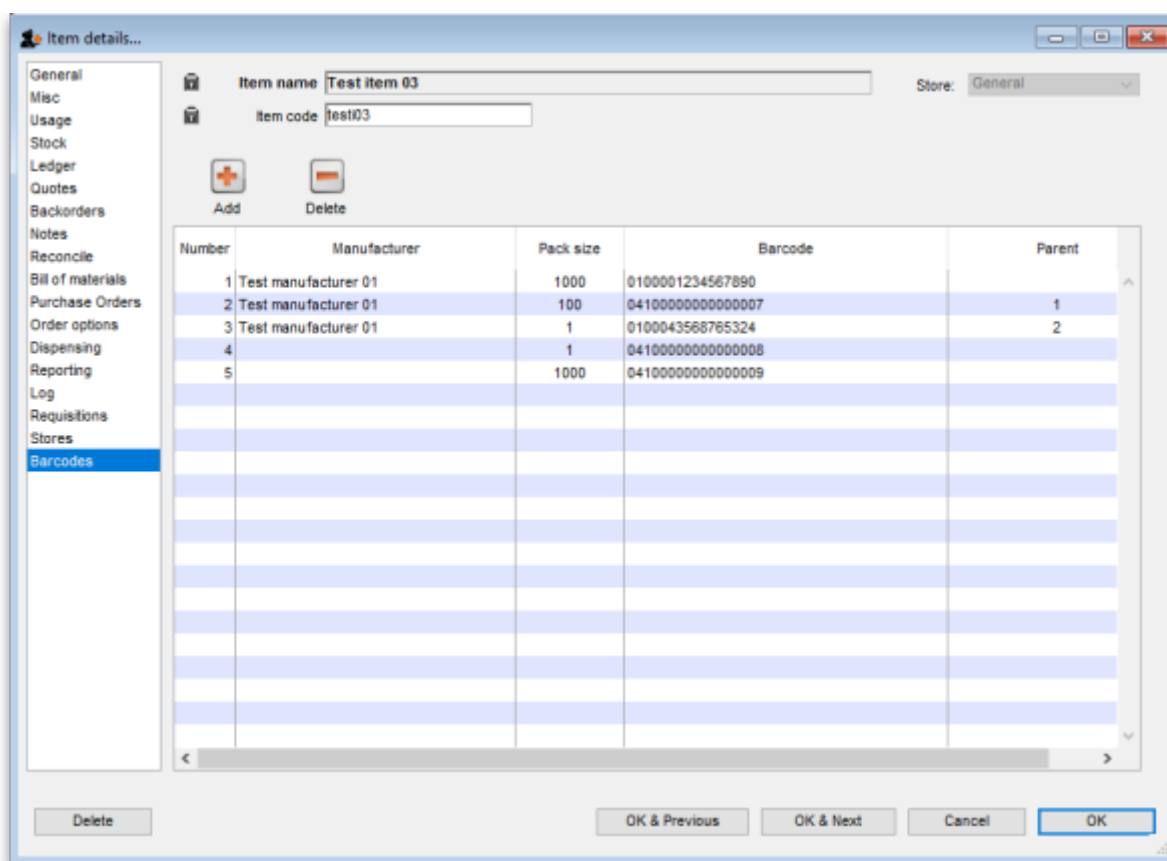 Item details...
General
Misc
Usage
Stock
Ledger
Quotes
Backorders
Notes
Reconcile
Bill of materials
Purchase Orders
Order options
Dispensing
Reporting
Log
Requisitions
Stores
Barcodes
Item name Test item 03
Store: General
Item code testi03
Add Delete
Number Manufacturer Pack size Barcode Parent
1 Test manufacturer 01 1000 0100001234567890
2 Test manufacturer 01 100 04100000000000007 1
3 Test manufacturer 01 1 0100043568765324 2
4 1 04100000000000008
5 1000 04100000000000009
Delete OK & Previous OK & Next Cancel OK